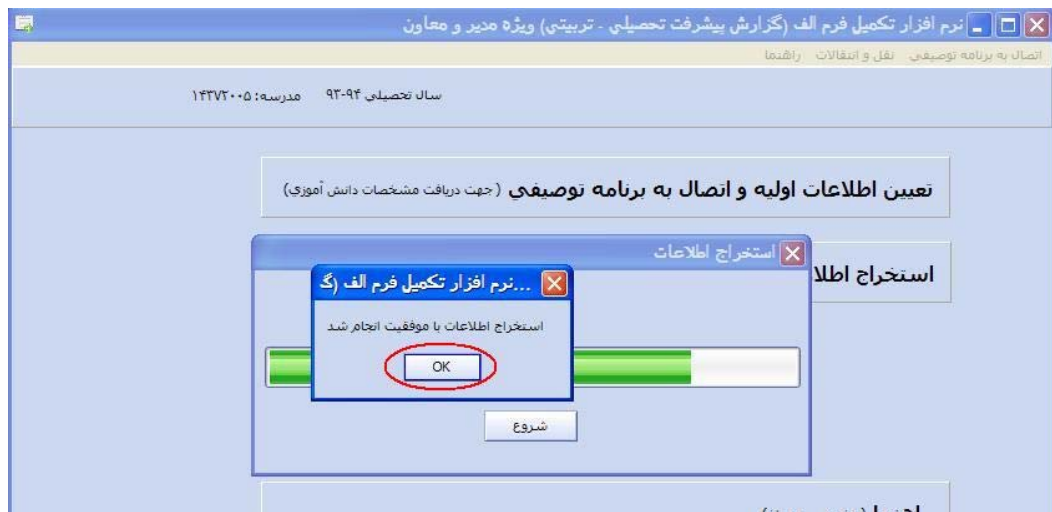 نرم افزار تکمیل فرم الف (گزارش پیشرفت تحصیلی - تربیتی) ویژه مدیر و معاون
اتصال به برنامه توصیفی نقل و انتقالات راهنما
سال تحصیلی ۹۴-۹۳ مدرسه: ۱۴۳۷۲۰۰۵
تعیین اطلاعات اولیه و اتصال به برنامه توصیفی (جهت دریافت مشخصات دانش آموزی)
استخراج اطلاعات
استخراج اطلا
نرم افزار تکمیل فرم الف (گ...
استخراج اطلاعات با موفقیت انجام شد
OK
شروع